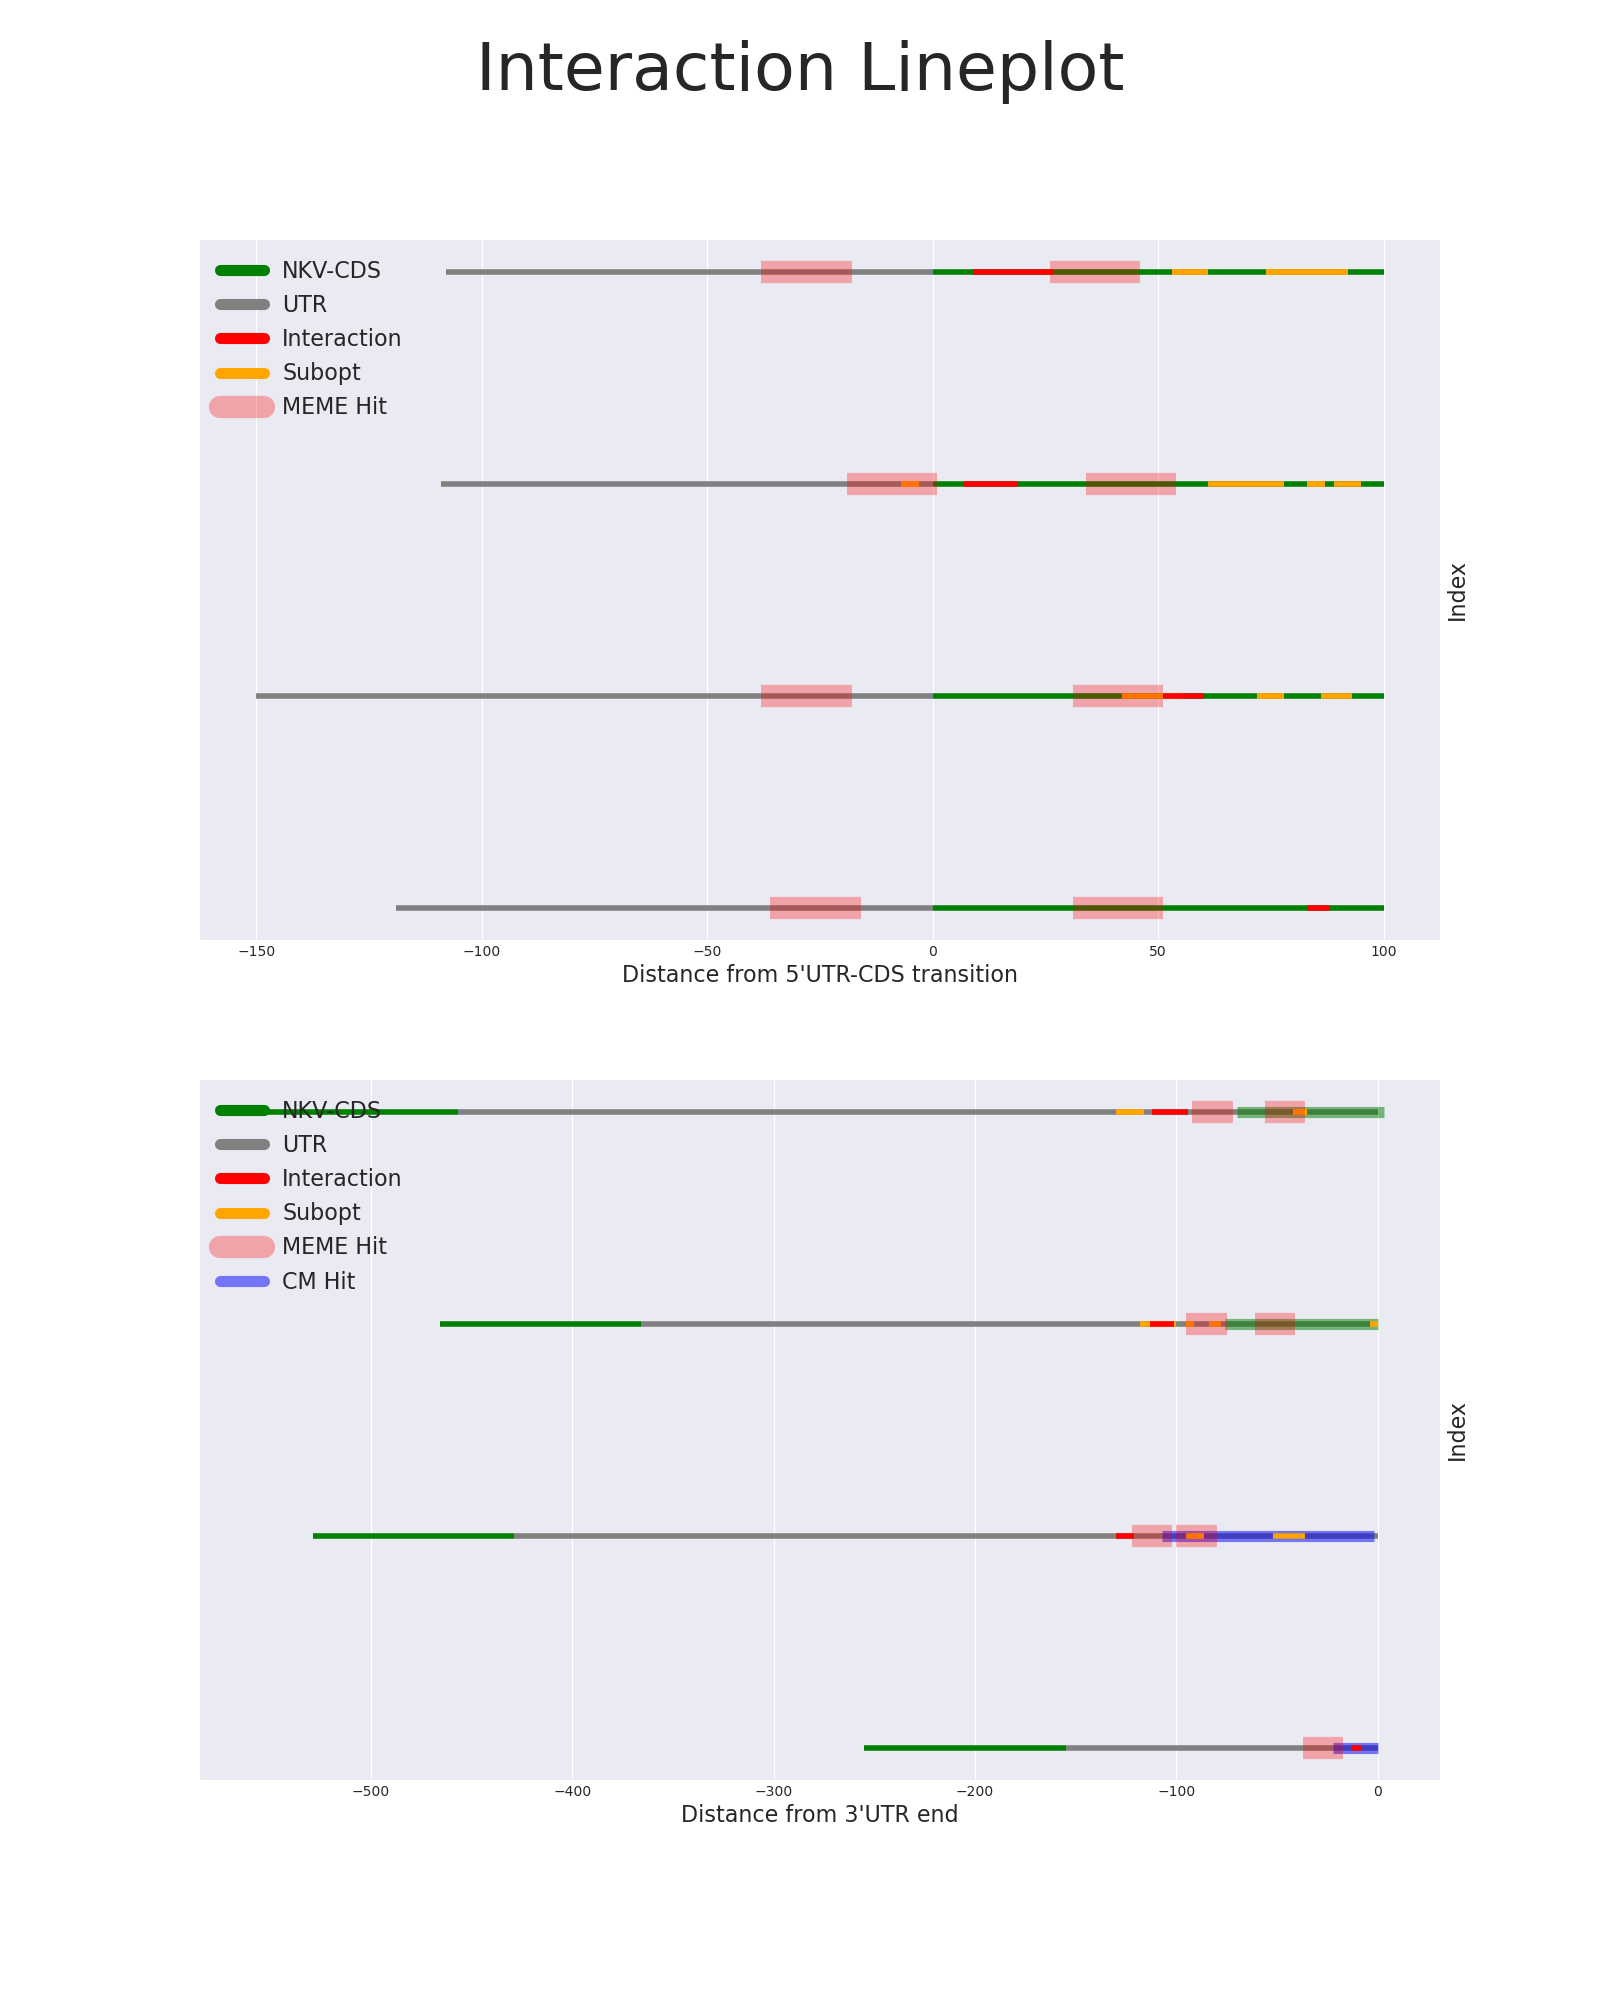 Interaction Lineplot
NKV-CDS
UTR
Interaction
Subopt
MEME Hit
Index
−150 −100 −50 0 50 100
Distance from 5'UTR-CDS transition
NKV-CDS
UTR
Interaction
Subopt
MEME Hit
CM Hit
Index
−500 −400 −300 −200 −100 0
Distance from 3'UTR end